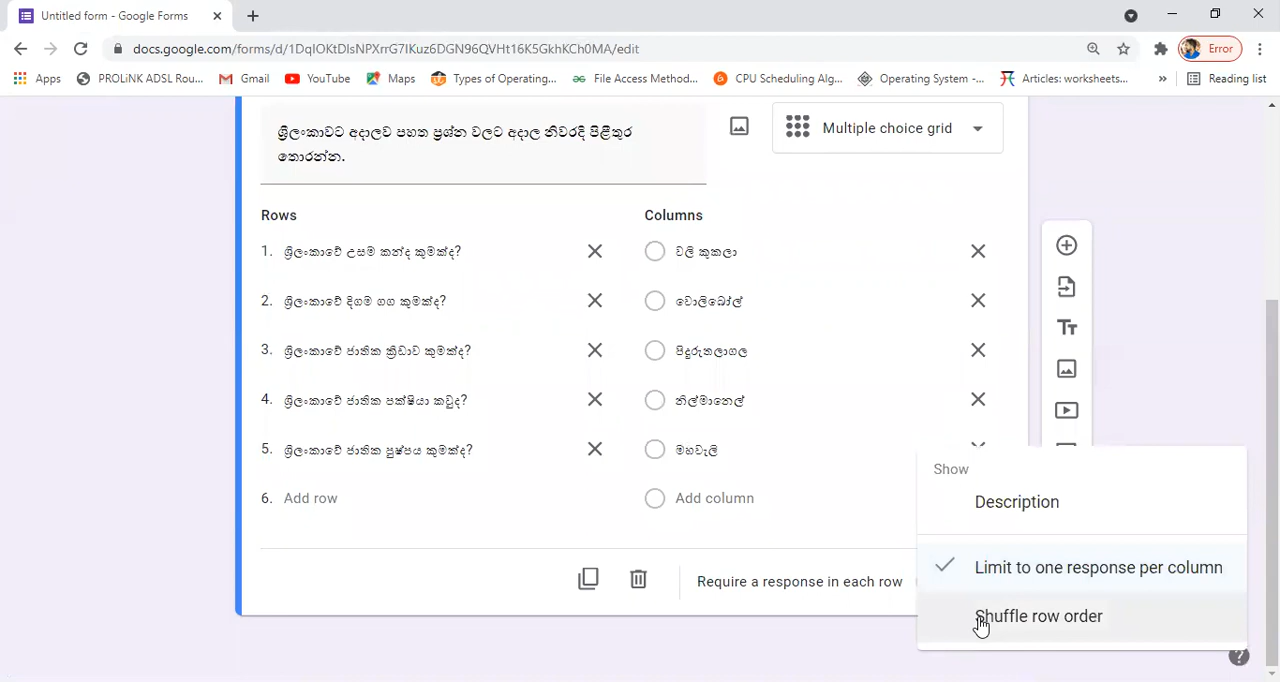 Untitled form - Google Forms
docs.google.com/forms/d/1DqIOKtDIsNPXrrG7IKuz6DGN96QVHt16K5GkhKCh0MA/edit
Error
Apps PROLiNK ADSL Rou... Gmail YouTube Maps Types of Operating... File Access Method... CPU Scheduling Alg... Operating System -... Articles: worksheets... » Reading list
ශ්‍රීලංකාවට අදාලව පහත ප්‍රශ්න වලට අදාල නිවරදි පිළීතුර
තොරන්න.
Multiple choice grid
Rows Columns
1. ශ්‍රිලංකාවේ උසම කන්ද කුමක්ද? වලි කුකලා
2. ශ්‍රිලංකාවේ දිගම ගග කුමක්ද? වොලිබෝල්
3. ශ්‍රිලංකාවේ ජාතික ක්‍රිඩාව කුමක්ද? පිදුරුතලාගල
4. ශ්‍රිලංකාවේ ජාතික පක්ෂියා කවුද? නිල්මානෙල්
5. ශ්‍රිලංකාවේ ජාතික පුෂ්පය කුමක්ද? මහවැලි
6. Add row Add column
Show
Description
Limit to one response per column
Shuffle row order
Require a response in each row